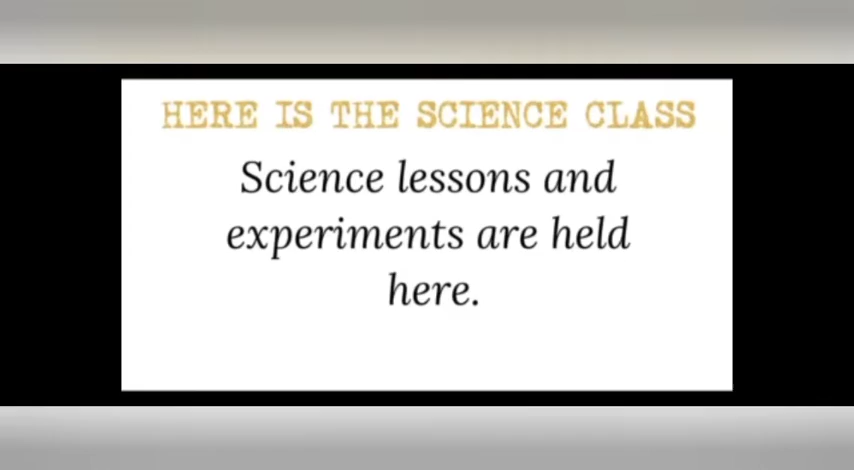 HERE IS THE SCIENCE CLASS
Science lessons and
experiments are held
here.